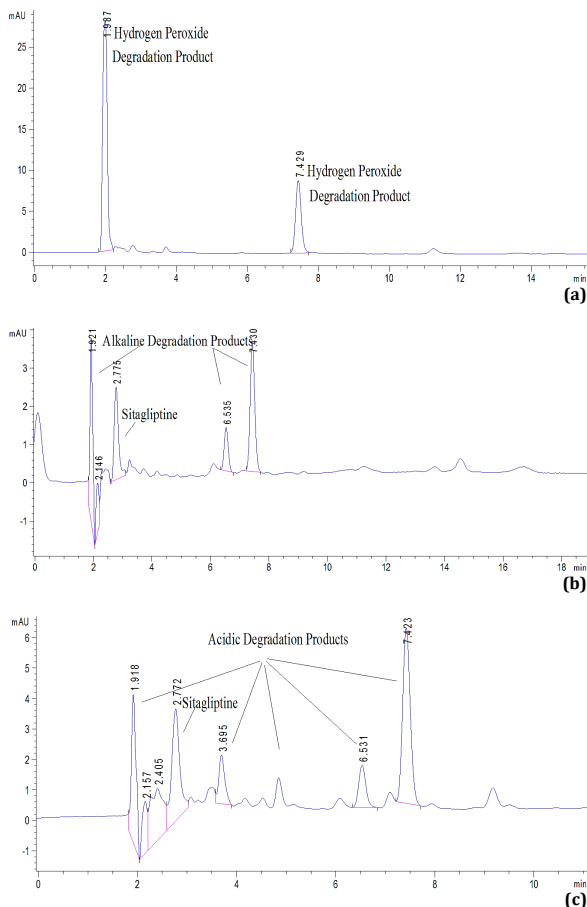 mAU
1.987
Hydrogen Peroxide
Degradation Product
25
20
15
10
5
0
7.429
Hydrogen Peroxide
Degradation Product
0 2 4 6 8 10 12 14 min
(a)
mAU
1.921
Alkaline Degradation Products
7.430
3
2.775
2
Sitagliptine
6.535
1
2.146
0
-1
0 2 4 6 8 10 12 14 16 18 min
(b)
mAU
6
Acidic Degradation Products
7.423
5
1.918
Sitagliptine
2.772
4
3
3.695
2
2.157
2.405
6.531
1
0
-1
0 2 4 6 8 10 min
(c)